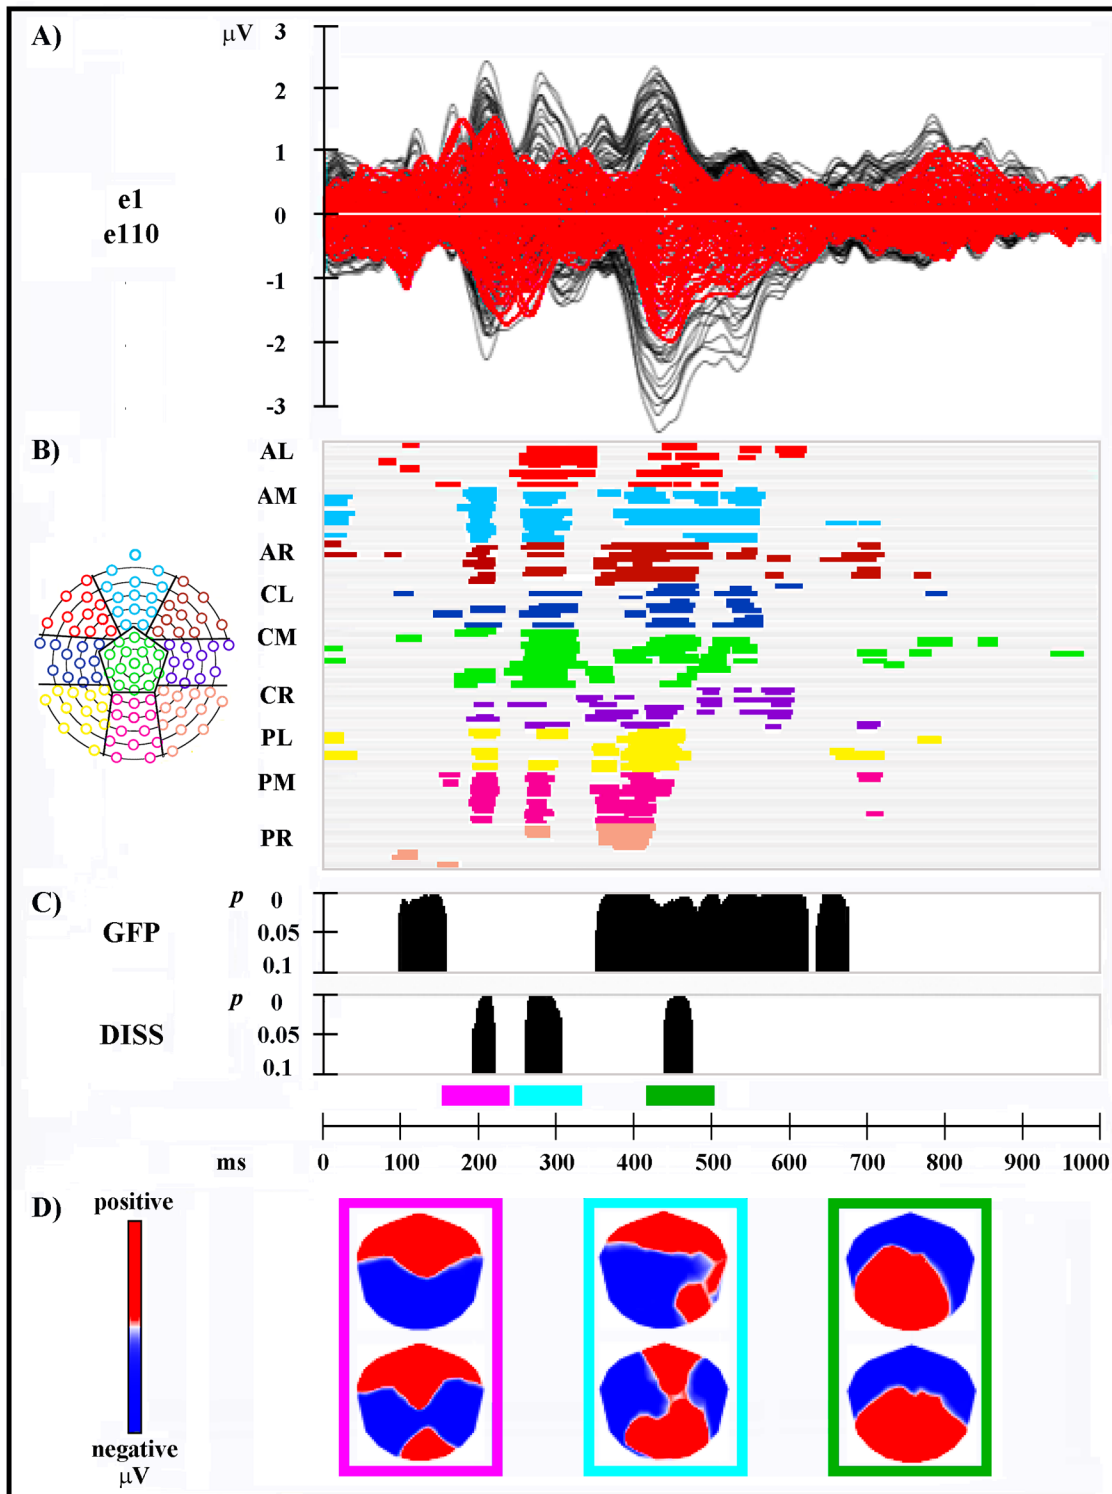 A)
μV
3
2
1
0
-1
-2
-3
e1
e110
B)
AL
AM
AR
CL
CM
CR
PL
PM
PR
C)
GFP
p
0
0.05
0.1
DISS
p
0
0.05
0.1
ms
0 100 200 300 400 500 600 700 800 900 1000
D)
positive
negative
μV